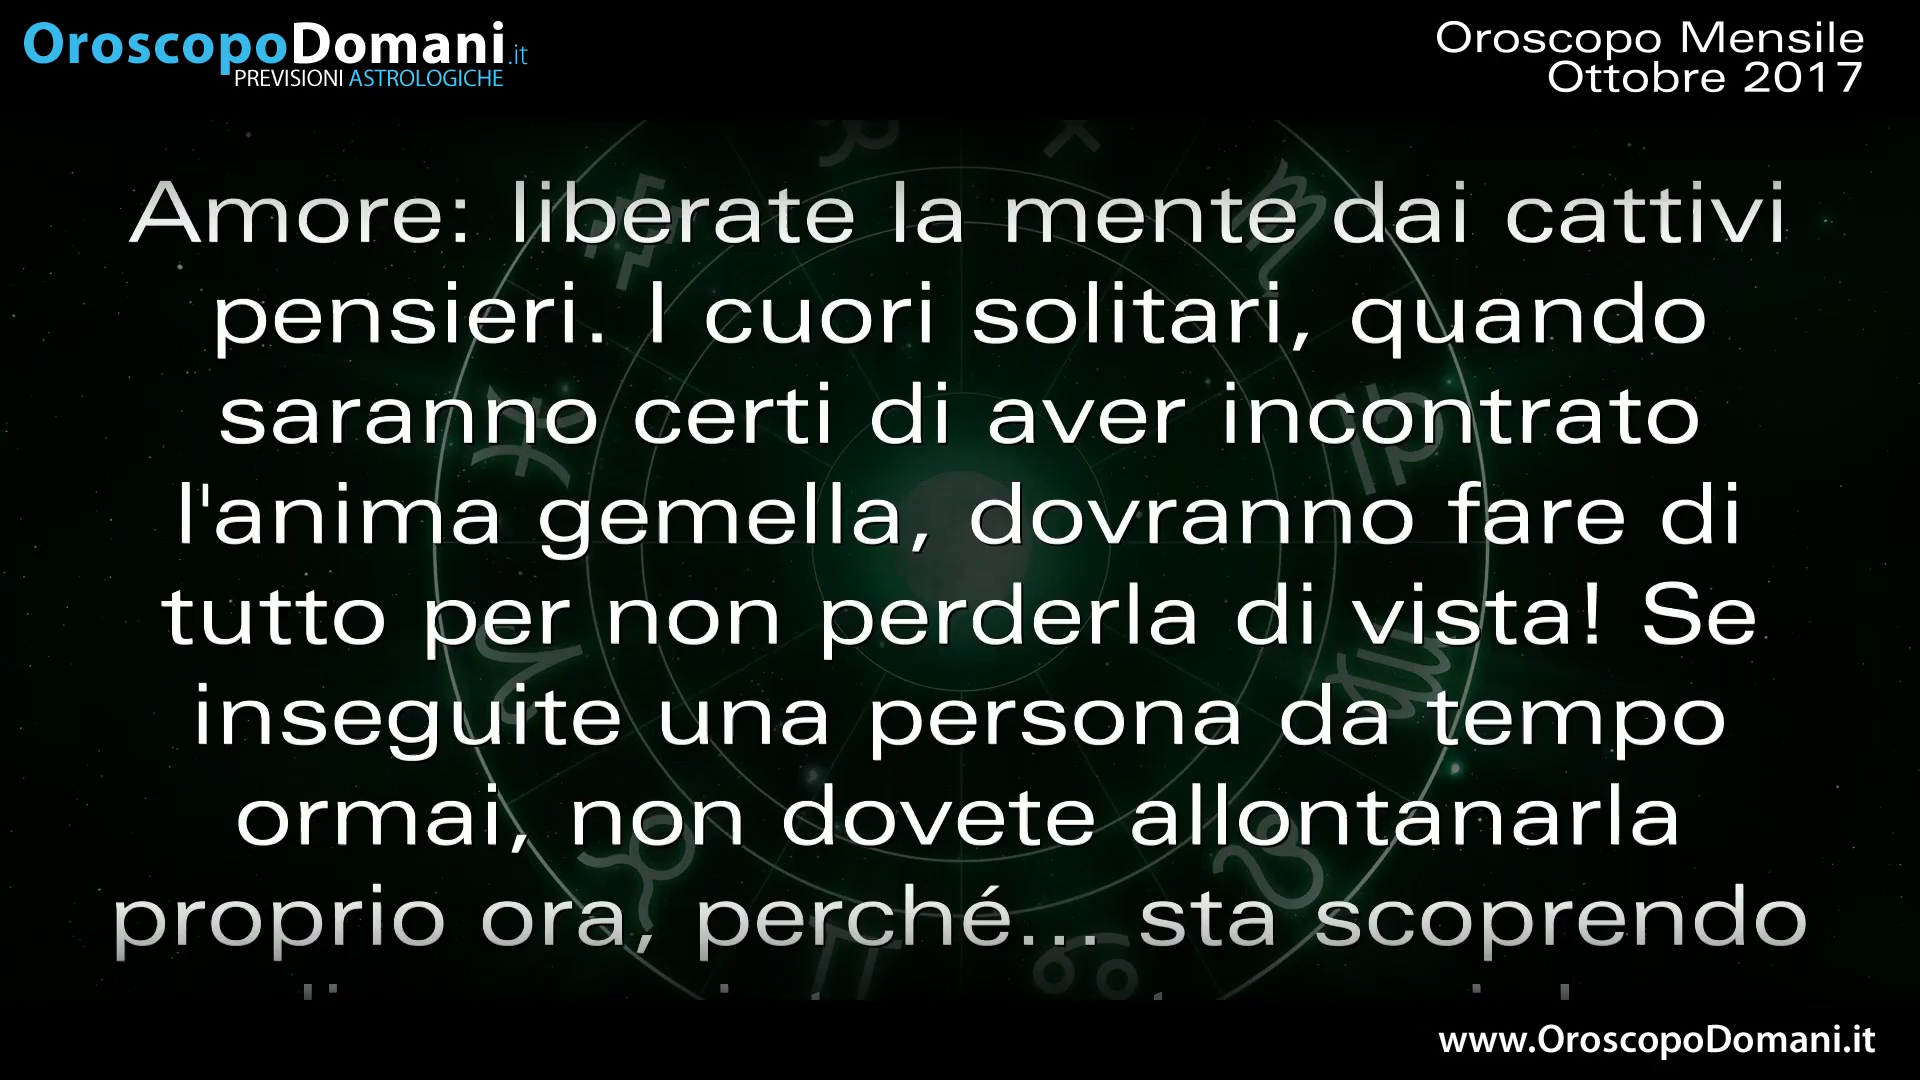 OroscopoDomani.it
PREVISIONI ASTROLOGICHE
Oroscopo Mensile
Ottobre 2017
Amore: liberate la mente dai cattivi
pensieri. I cuori solitari, quando
saranno certi di aver incontrato
l'anima gemella, dovranno fare di
tutto per non perderla di vista! Se
inseguite una persona da tempo
ormai, non dovete allontanarla
proprio ora, perché... sta scoprendo
www.OroscopoDomani.it